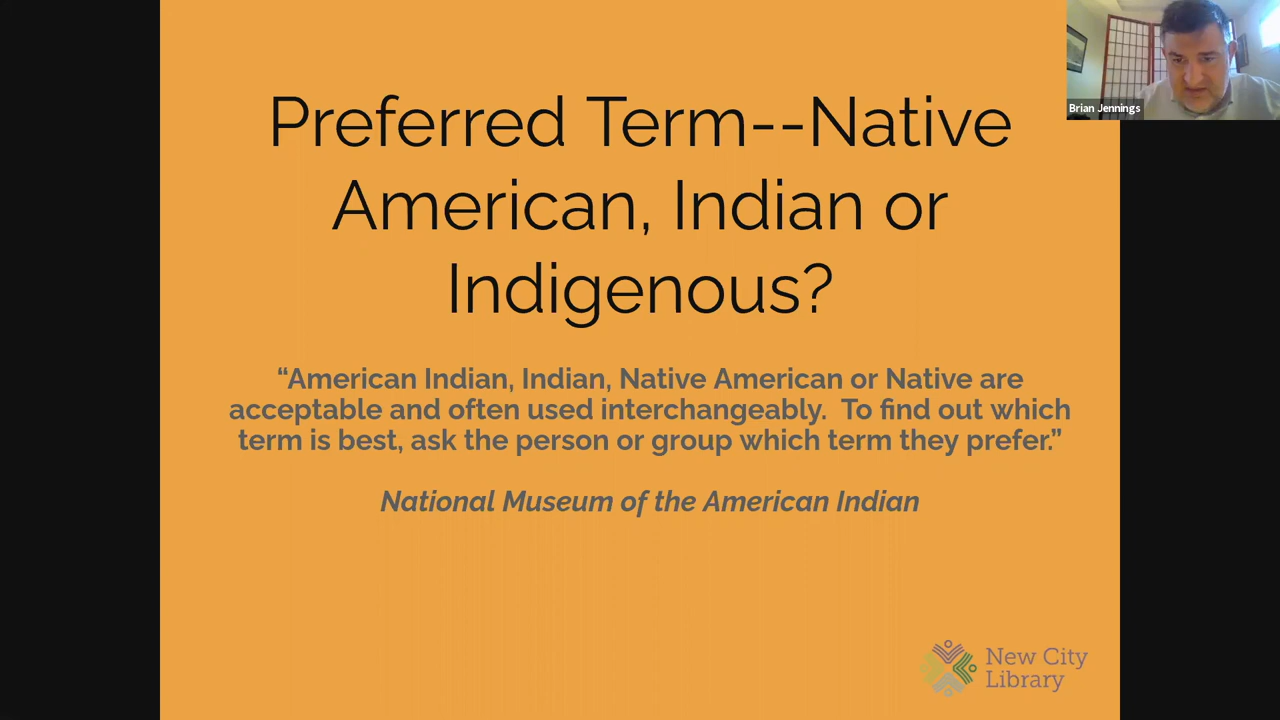 Preferred Term--Native
American, Indian or
Indigenous?
“American Indian, Indian, Native American or Native are
acceptable and often used interchangeably.  To find out which
term is best, ask the person or group which term they prefer.”
National Museum of the American Indian
New City
Library
Brian Jennings